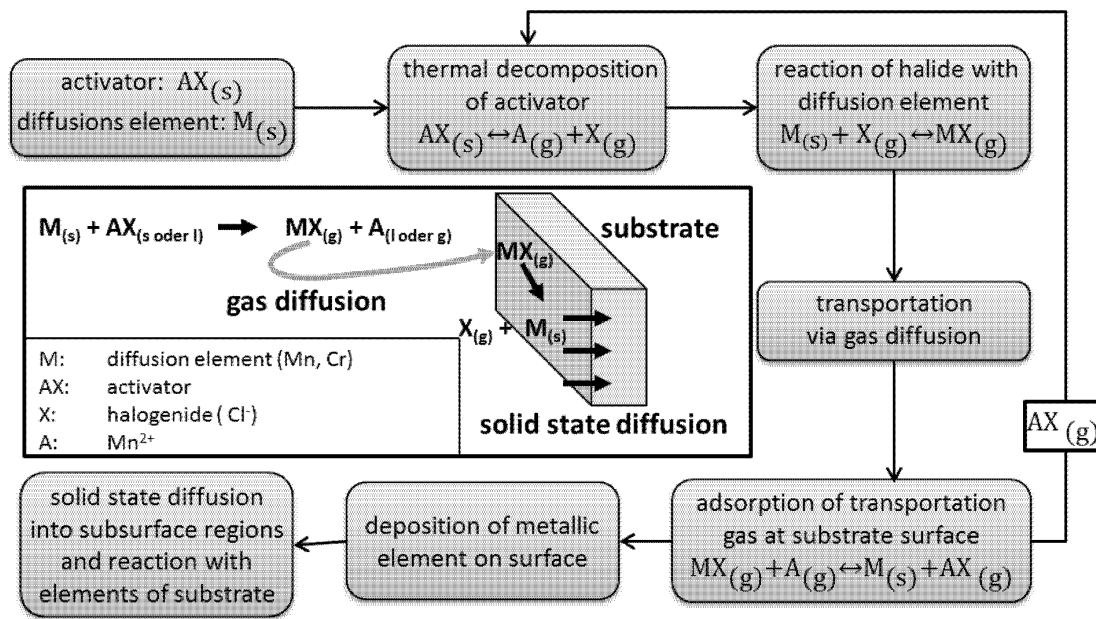 activator: AX(s)
diffusions element: M(s)
thermal decomposition
of activator
AX(s)↔A(g)+X(g)
reaction of halide with
diffusion element
M(s)+ X(g)↔MX(g)
M(s) + AX(s oder l) → MX(g) + A(l oder g)
gas diffusion
substrate
MX(g)
X(g) + M(s)
solid state diffusion
M: diffusion element (Mn, Cr)
AX: activator
X: halogenide ( Cl-)
A: Mn2+
transportation
via gas diffusion
AX (g)
adsorption of transportation
gas at substrate surface
MX(g)+A(g)↔M(s)+AX (g)
deposition of metallic
element on surface
solid state diffusion
into subsurface regions
and reaction with
elements of substrate